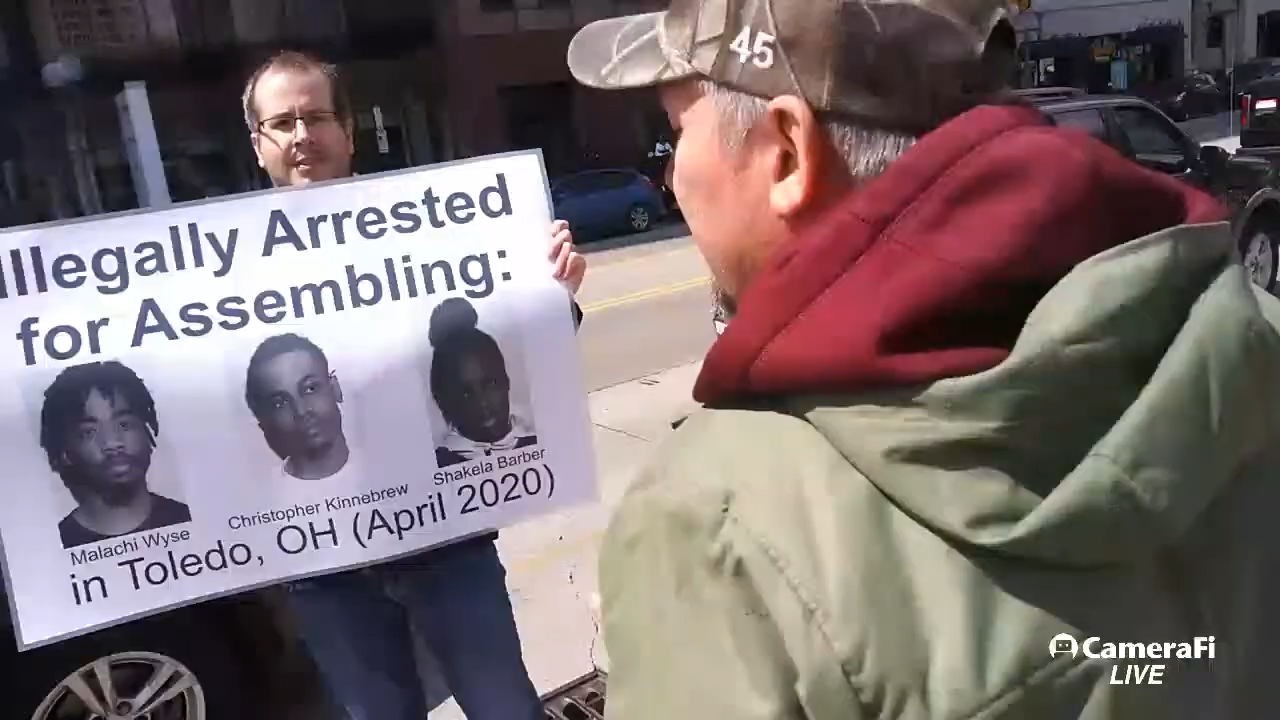 45
Illegally Arrested
for Assembling:
Malachi Wyse
Christopher Kinnebrew
Shakela Barber
in Toledo, OH (April 2020)
CameraFi
LIVE